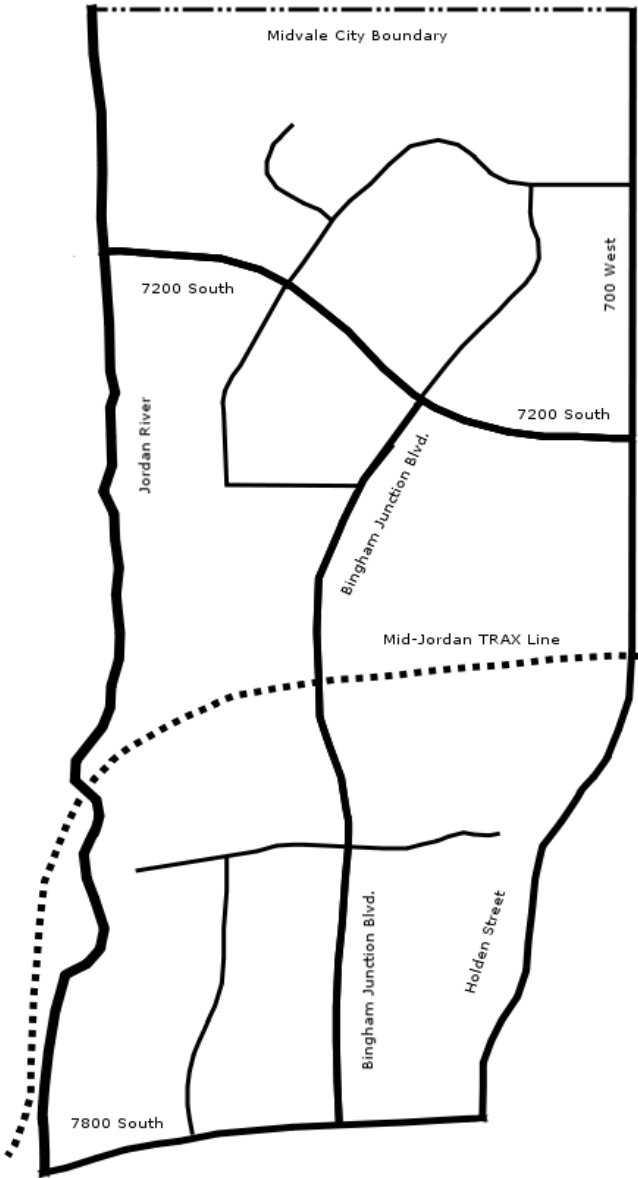 Midvale City Boundary
7200 South
700 West
Jordan River
7200 South
Bingham Junction Blvd.
Mid-Jordan TRAX Line
Bingham Junction Blvd.
Holden Street
7800 South